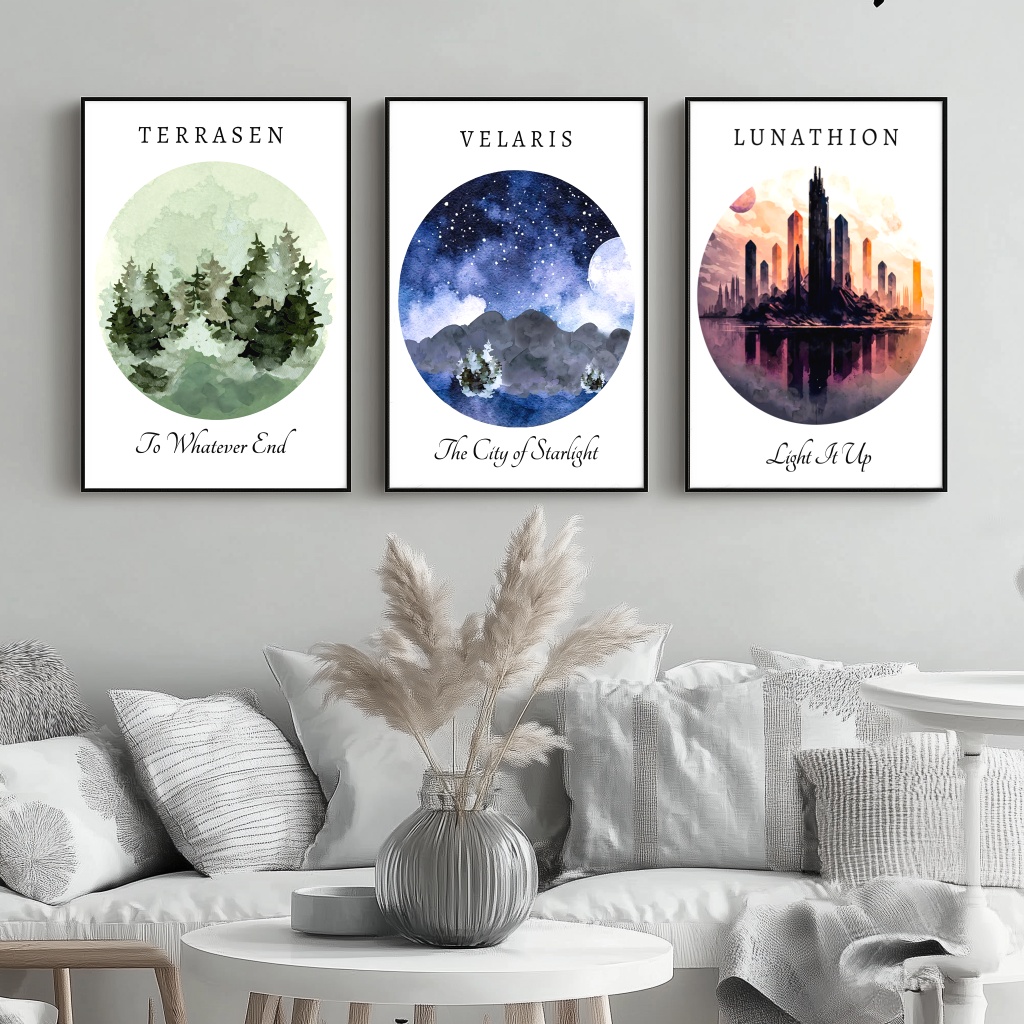 TERRASEN
To Whatever End
VELARIS
The City of Starlight
LUNATHION
Light It Up